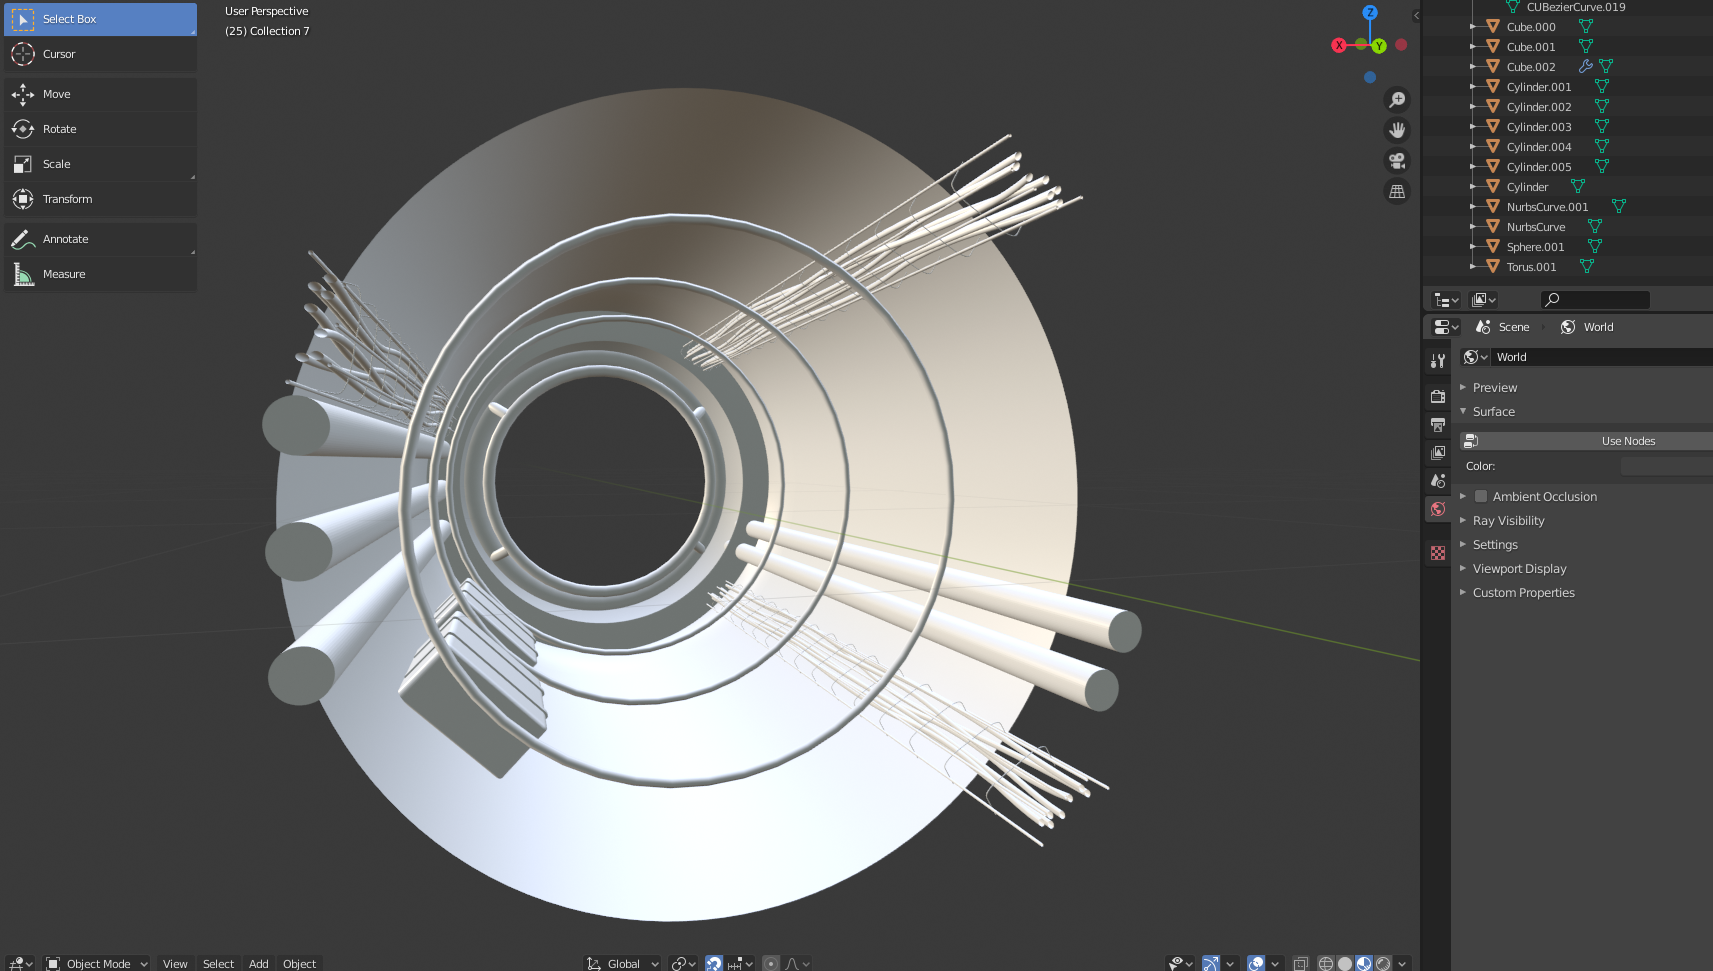 Select Box
Cursor
Move
Rotate
Scale
Transform
Annotate
Measure
User Perspective
(25) Collection 7
Z
X
Y
CUBezierCurve.019
Cube.000
Cube.001
Cube.002
Cylinder.001
Cylinder.002
Cylinder.003
Cylinder.004
Cylinder.005
Cylinder
NurbsCurve.001
NurbsCurve
Sphere.001
Torus.001
Scene World
World
Preview
Surface
Use Nodes
Color:
Ambient Occlusion
Ray Visibility
Settings
Viewport Display
Custom Properties
Object Mode View Select Add Object Global